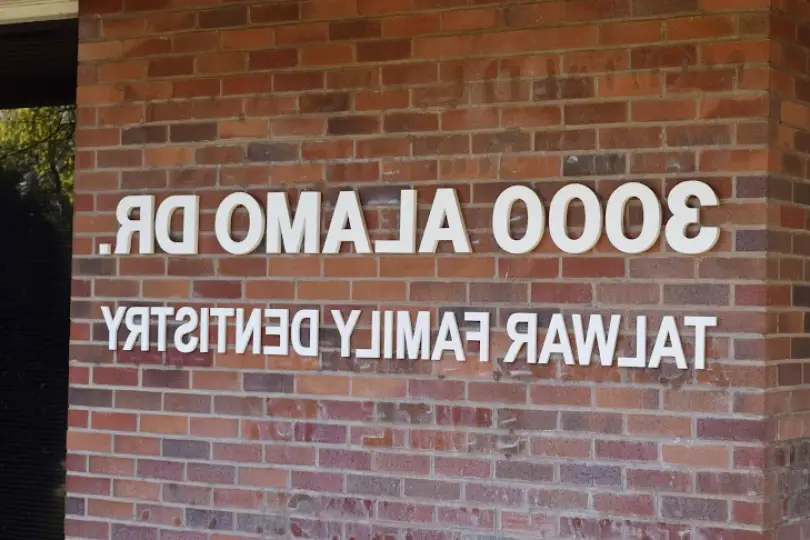 3000 ALAMO DR.
TALWAR FAMILY DENTISTRY